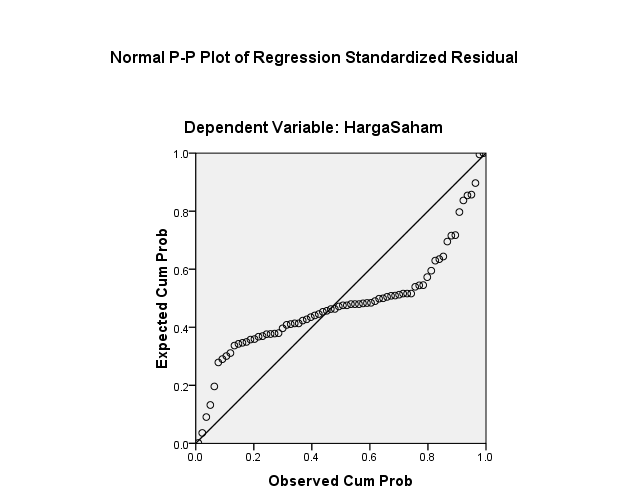 Normal P-P Plot of Regression Standardized Residual
Dependent Variable: HargaSaham
Expected Cum Prob
1.0
0.8
0.6
0.4
0.2
0.0
0.0 0.2 0.4 0.6 0.8 1.0
Observed Cum Prob